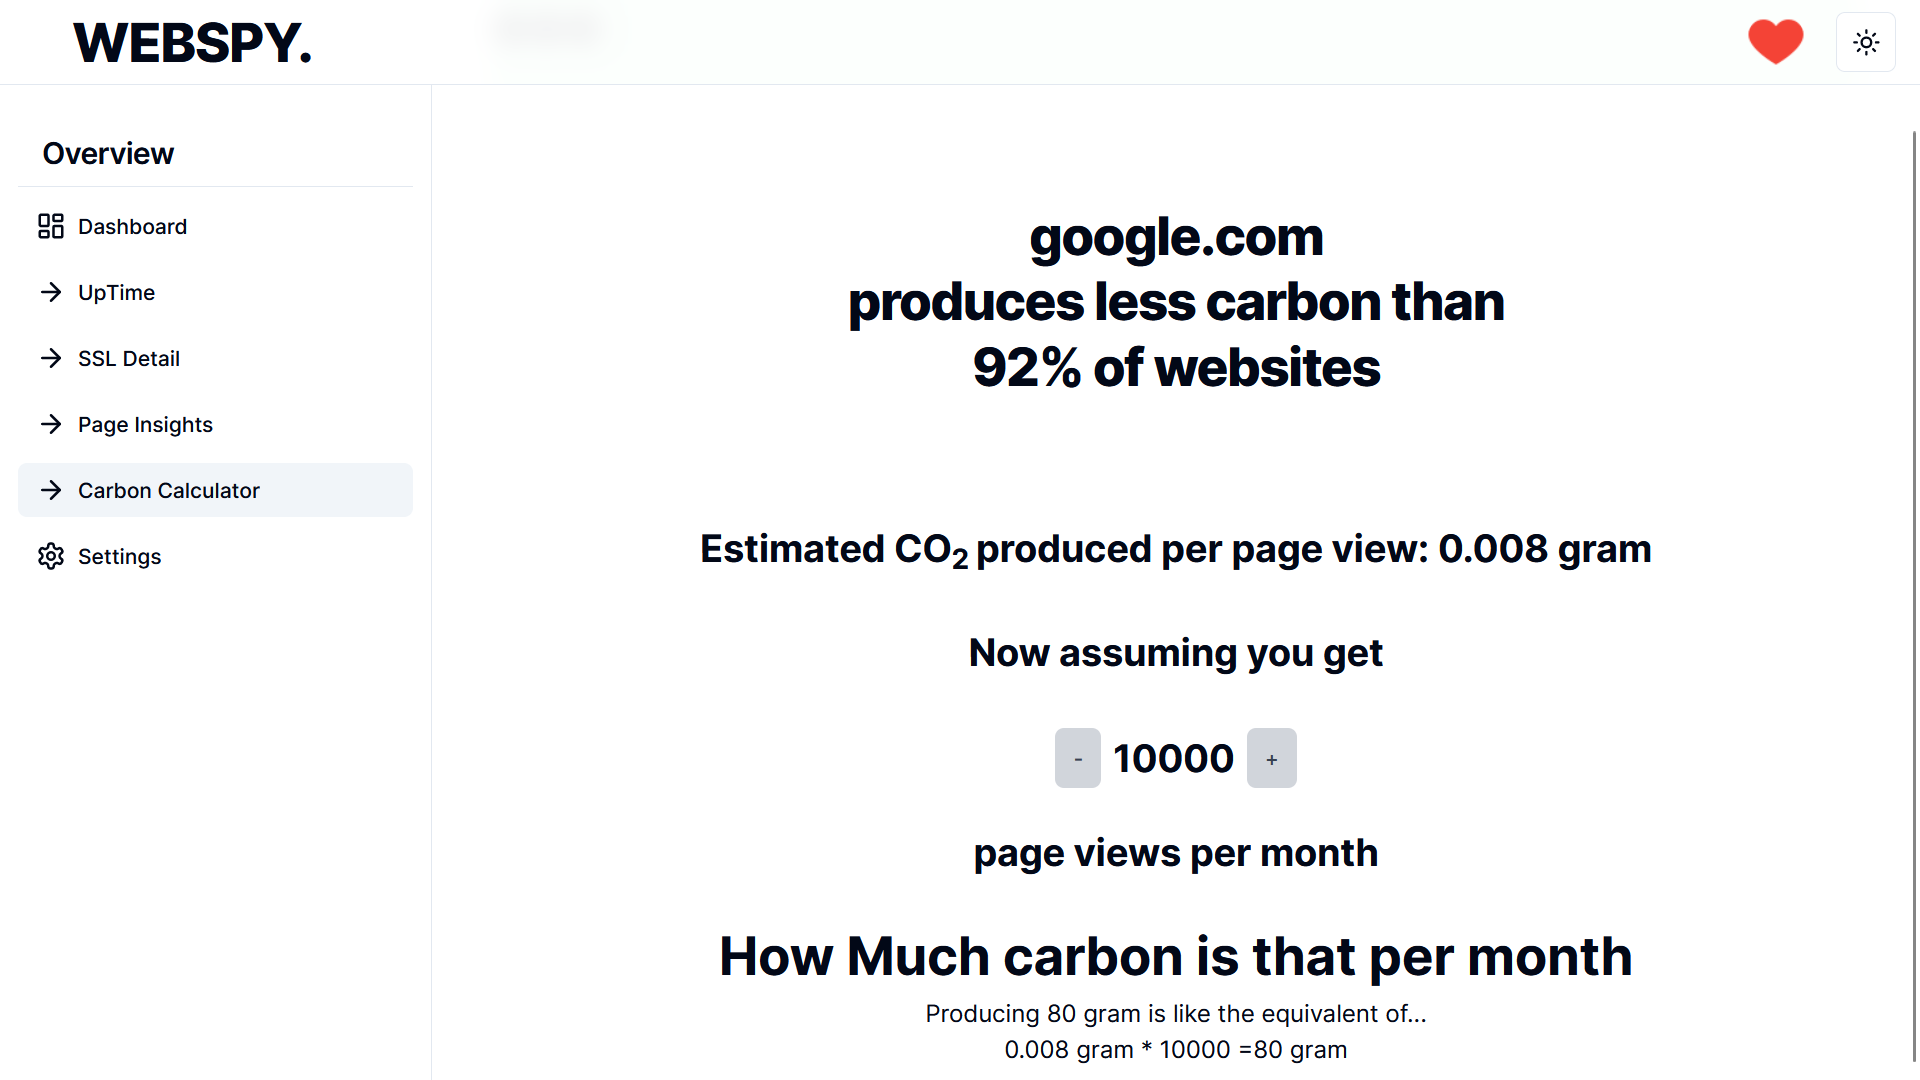 WEBSPY.
Overview
Dashboard
UpTime
SSL Detail
Page Insights
Carbon Calculator
Settings
google.com
produces less carbon than
92% of websites
Estimated CO₂ produced per page view: 0.008 gram
Now assuming you get
- 10000 +
page views per month
How Much carbon is that per month
Producing 80 gram is like the equivalent of...
0.008 gram * 10000 =80 gram